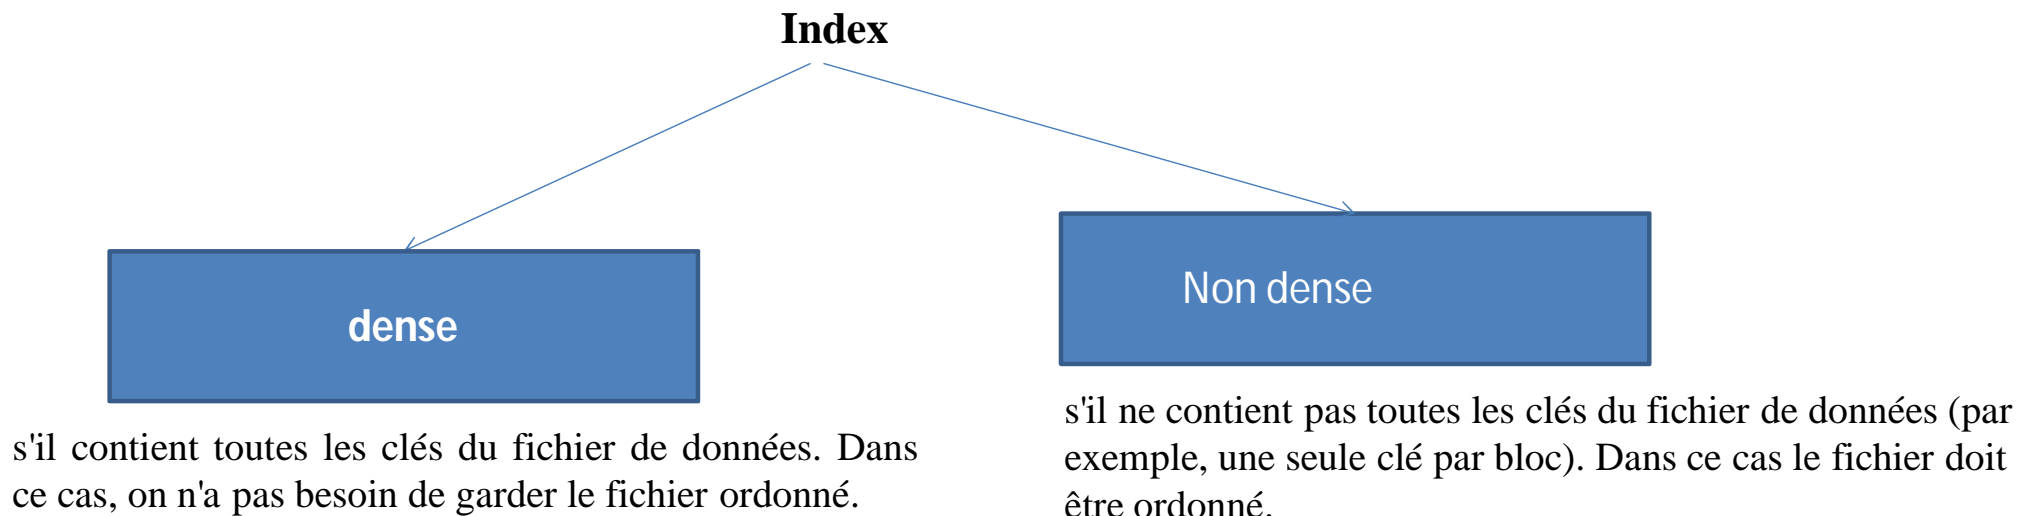 Index
dense
s'il contient toutes les clés du fichier de données. Dans
ce cas, on n'a pas besoin de garder le fichier ordonné.
Non dense
s'il ne contient pas toutes les clés du fichier de données (par
exemple, une seule clé par bloc). Dans ce cas le fichier doit
être ordonné.